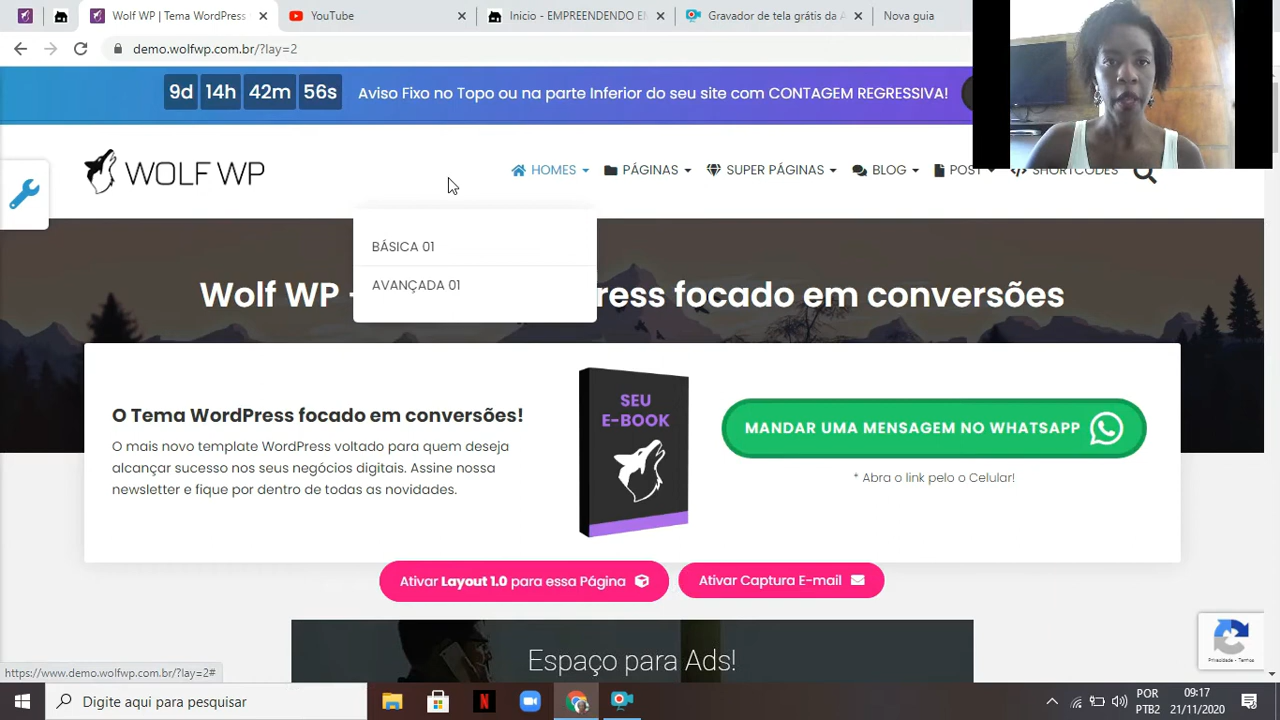 Wolf WP | Tema WordPress
YouTube
Início - EMPREENDENDO E
Gravador de tela grátis da A
Nova guia
demo.wolfwp.com.br/?lay=2
9d 14h 42m 56s
Aviso Fixo no Topo ou na parte Inferior do seu site com CONTAGEM REGRESSIVA!
WOLF WP
HOMES
PÁGINAS
SUPER PÁGINAS
BLOG
POST
SHORTCODES
BÁSICA 01
AVANÇADA 01
Wolf WP - ress focado em conversões
O Tema WordPress focado em conversões!
O mais novo template WordPress voltado para quem deseja
alcançar sucesso nos seus negócios digitais. Assine nossa
newsletter e fique por dentro de todas as novidades.
SEU
E-BOOK
MANDAR UMA MENSAGEM NO WHATSAPP
* Abra o link pelo o Celular!
Ativar Layout 1.0 para essa Página
Ativar Captura E-mail
Espaço para Ads!
Privacidade - Termos
https://www.demo.wolfwp.com.br/?lay=2#
Digite aqui para pesquisar
POR
PTB2
09:17
21/11/2020